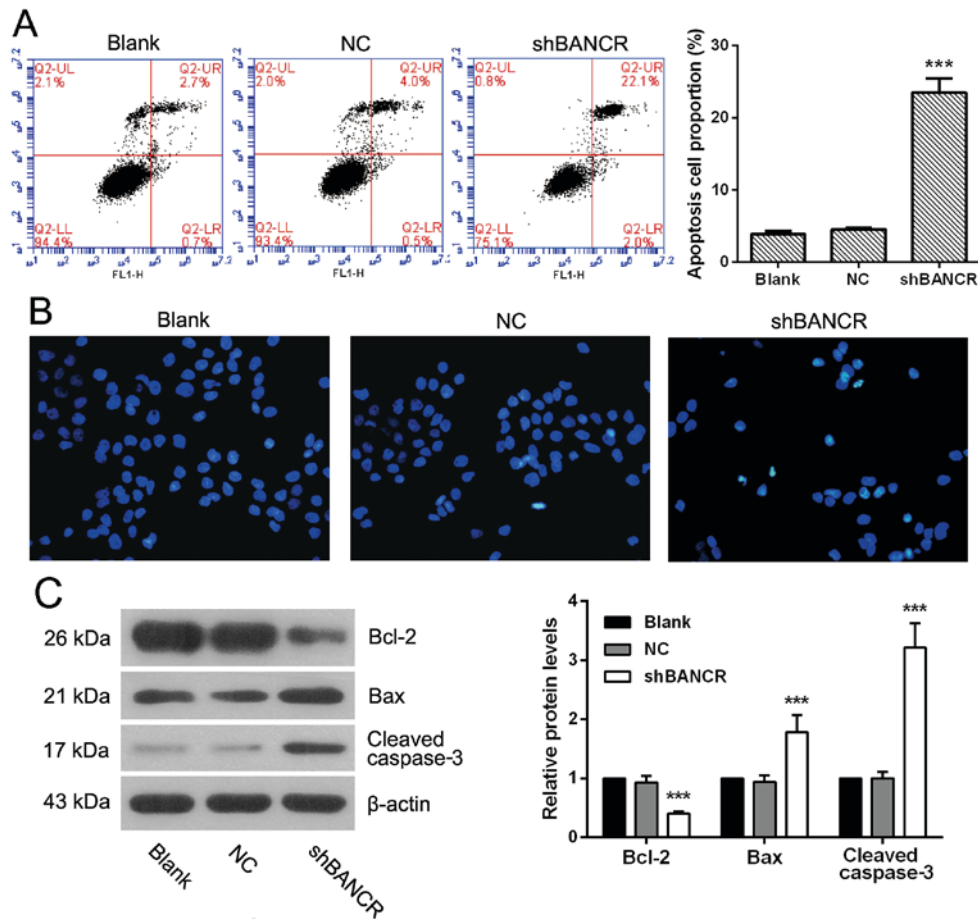 A
Blank
NC
shBANCR
Q2-UL
2.1%
Q2-UR
2.7%
Q2-LL
94.4%
Q2-LR
0.7%
FL1-H
Q2-UL
2.0%
Q2-UR
4.0%
Q2-LL
93.4%
Q2-LR
0.5%
FL1-H
Q2-UL
0.8%
Q2-UR
22.1%
Q2-LL
75.1%
Q2-LR
2.0%
FL1-H
Apoptosis cell proportion (%)
30
20
10
0
***
Blank
NC
shBANCR
B
Blank
NC
shBANCR
C
26 kDa
Bcl-2
21 kDa
Bax
17 kDa
Cleaved
caspase-3
43 kDa
β-actin
Blank
NC
shBANCR
Relative protein levels
4
3
2
1
0
Blank
NC
shBANCR
***
***
***
Bcl-2
Bax
Cleaved
caspase-3